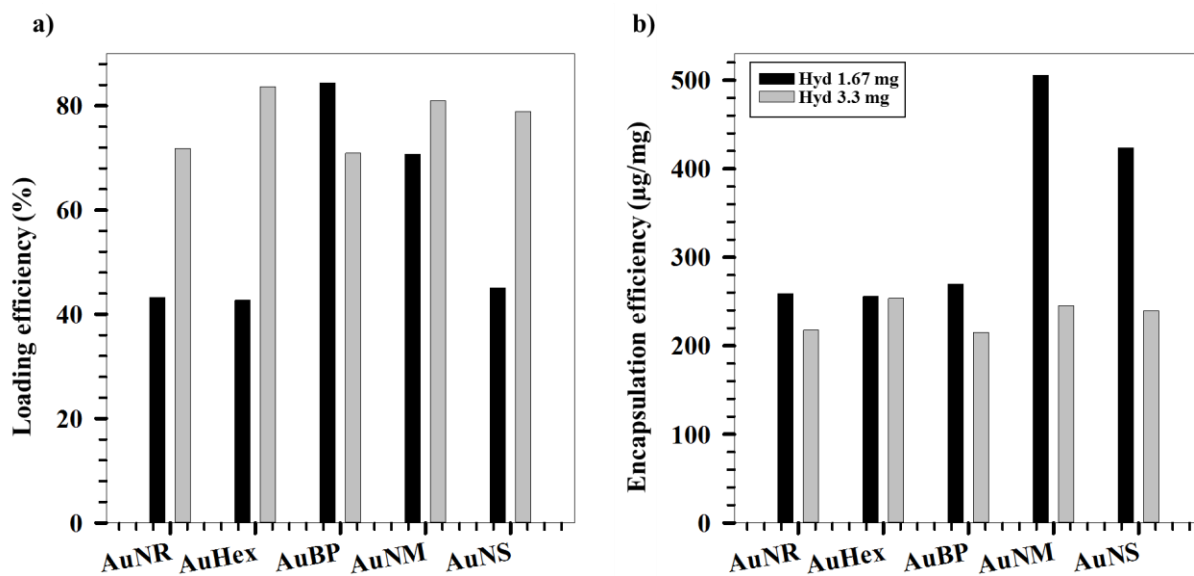 a)
Loading efficiency (%)
80
60
40
20
0
AuNR AuHex AuBP AuNM AuNS
b)
Encapsulation efficiency (µg/mg)
500
400
300
200
100
0
Hyd 1.67 mg
Hyd 3.3 mg
AuNR AuHex AuBP AuNM AuNS